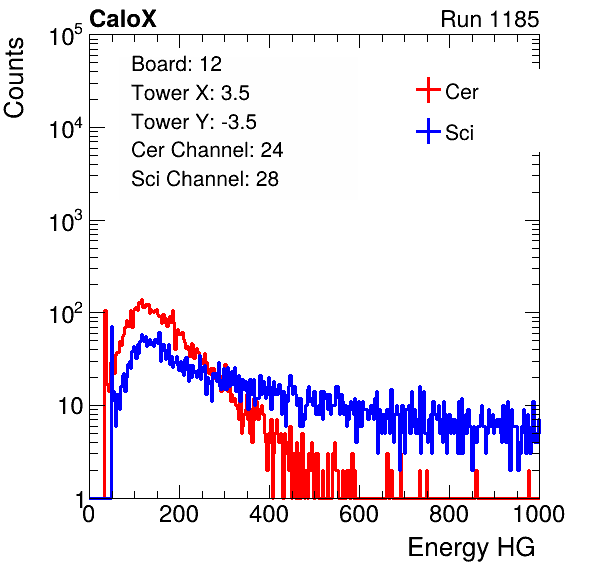 CaloX Run 1185
Counts
Board: 12
Tower X: 3.5
Tower Y: -3.5
Cer Channel: 24
Sci Channel: 28
Cer
Sci
10^5
10^4
10^3
10^2
10
1
0 200 400 600 800 1000
Energy HG